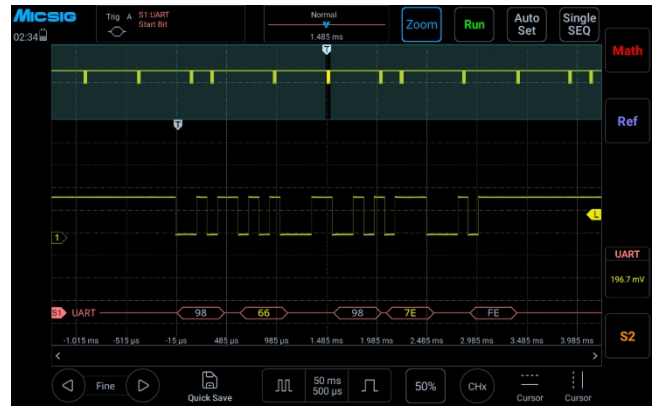 MICSIG
Trig A S1:UART
Start Bit
Normal
1.485 ms
Zoom
Run
Auto
Set
Single
SEQ
02:34
Math
T
Ref
T
L
1
UART
196.7 mV
S1 UART
98
66
98
7E
FE
S2
-1.015 ms
-515 µs
-15 µs
485 µs
985 µs
1.485 ms
1.985 ms
2.485 ms
2.985 ms
3.485 ms
3.985 ms
<
>
Fine
Quick Save
50 ms
500 µs
50%
CHx
Cursor
Cursor